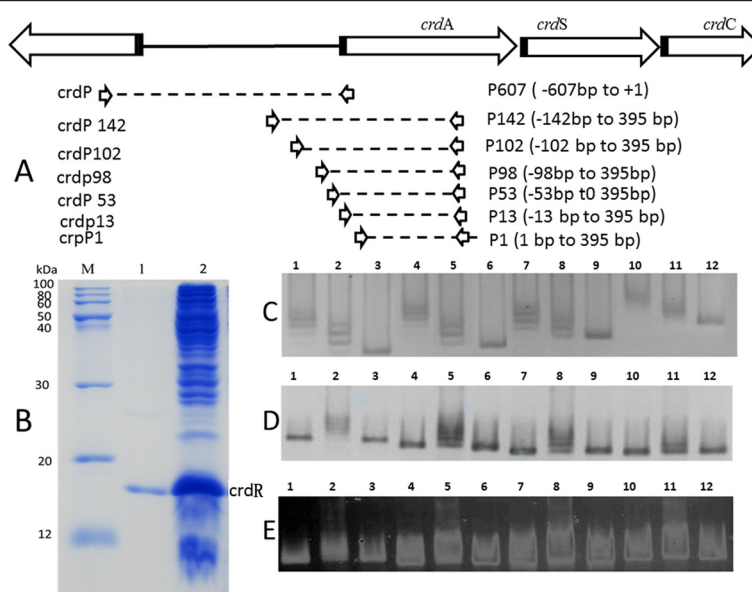 crdA crdS crdC
crdP P607 ( -607bp to +1)
crdP 142 P142 (-142bp to 395 bp)
crdP102 P102 (-102 bp to 395 bp)
A
crdp98 P98 (-98bp to 395bp)
crdP 53 P53 (-53bp t0 395bp)
crdp13 P13 (-13 bp to 395 bp)
crpP1 P1 (1 bp to 395 bp)
kDa M 1 2
100
80
60
50
40
30
20
12
B
crdR
1 2 3 4 5 6 7 8 9 10 11 12
C
1 2 3 4 5 6 7 8 9 10 11 12
D
1 2 3 4 5 6 7 8 9 10 11 12
E